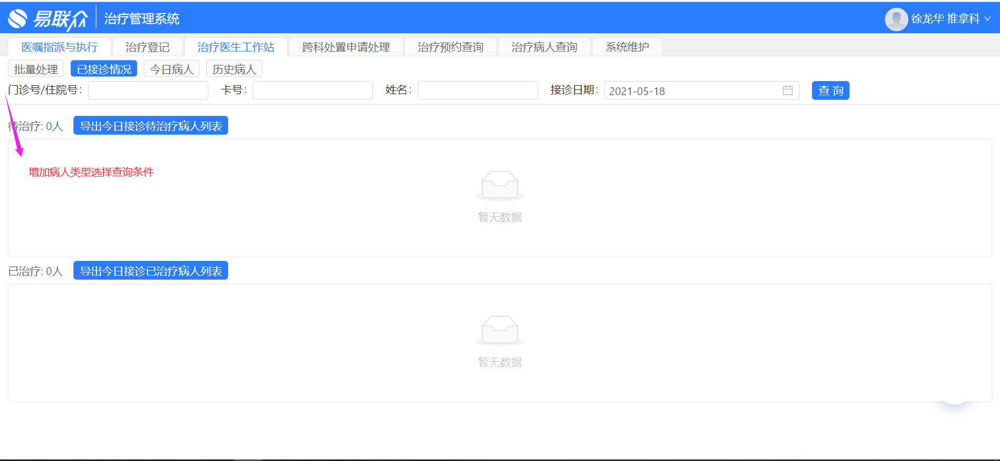 易联众 治疗管理系统 徐龙华 推拿科
医嘱指派与执行 治疗登记 治疗医生工作站 跨科处置申请处理 治疗预约查询 治疗病人查询 系统维护
批量处理 已接诊情况 今日病人 历史病人
门诊号/住院号: 卡号: 姓名: 接诊日期: 2021-05-18 查 询
待治疗: 0人 导出今日接诊待治疗病人列表
增加病人类型选择查询条件
暂无数据
已治疗: 0人 导出今日接诊已治疗病人列表
暂无数据